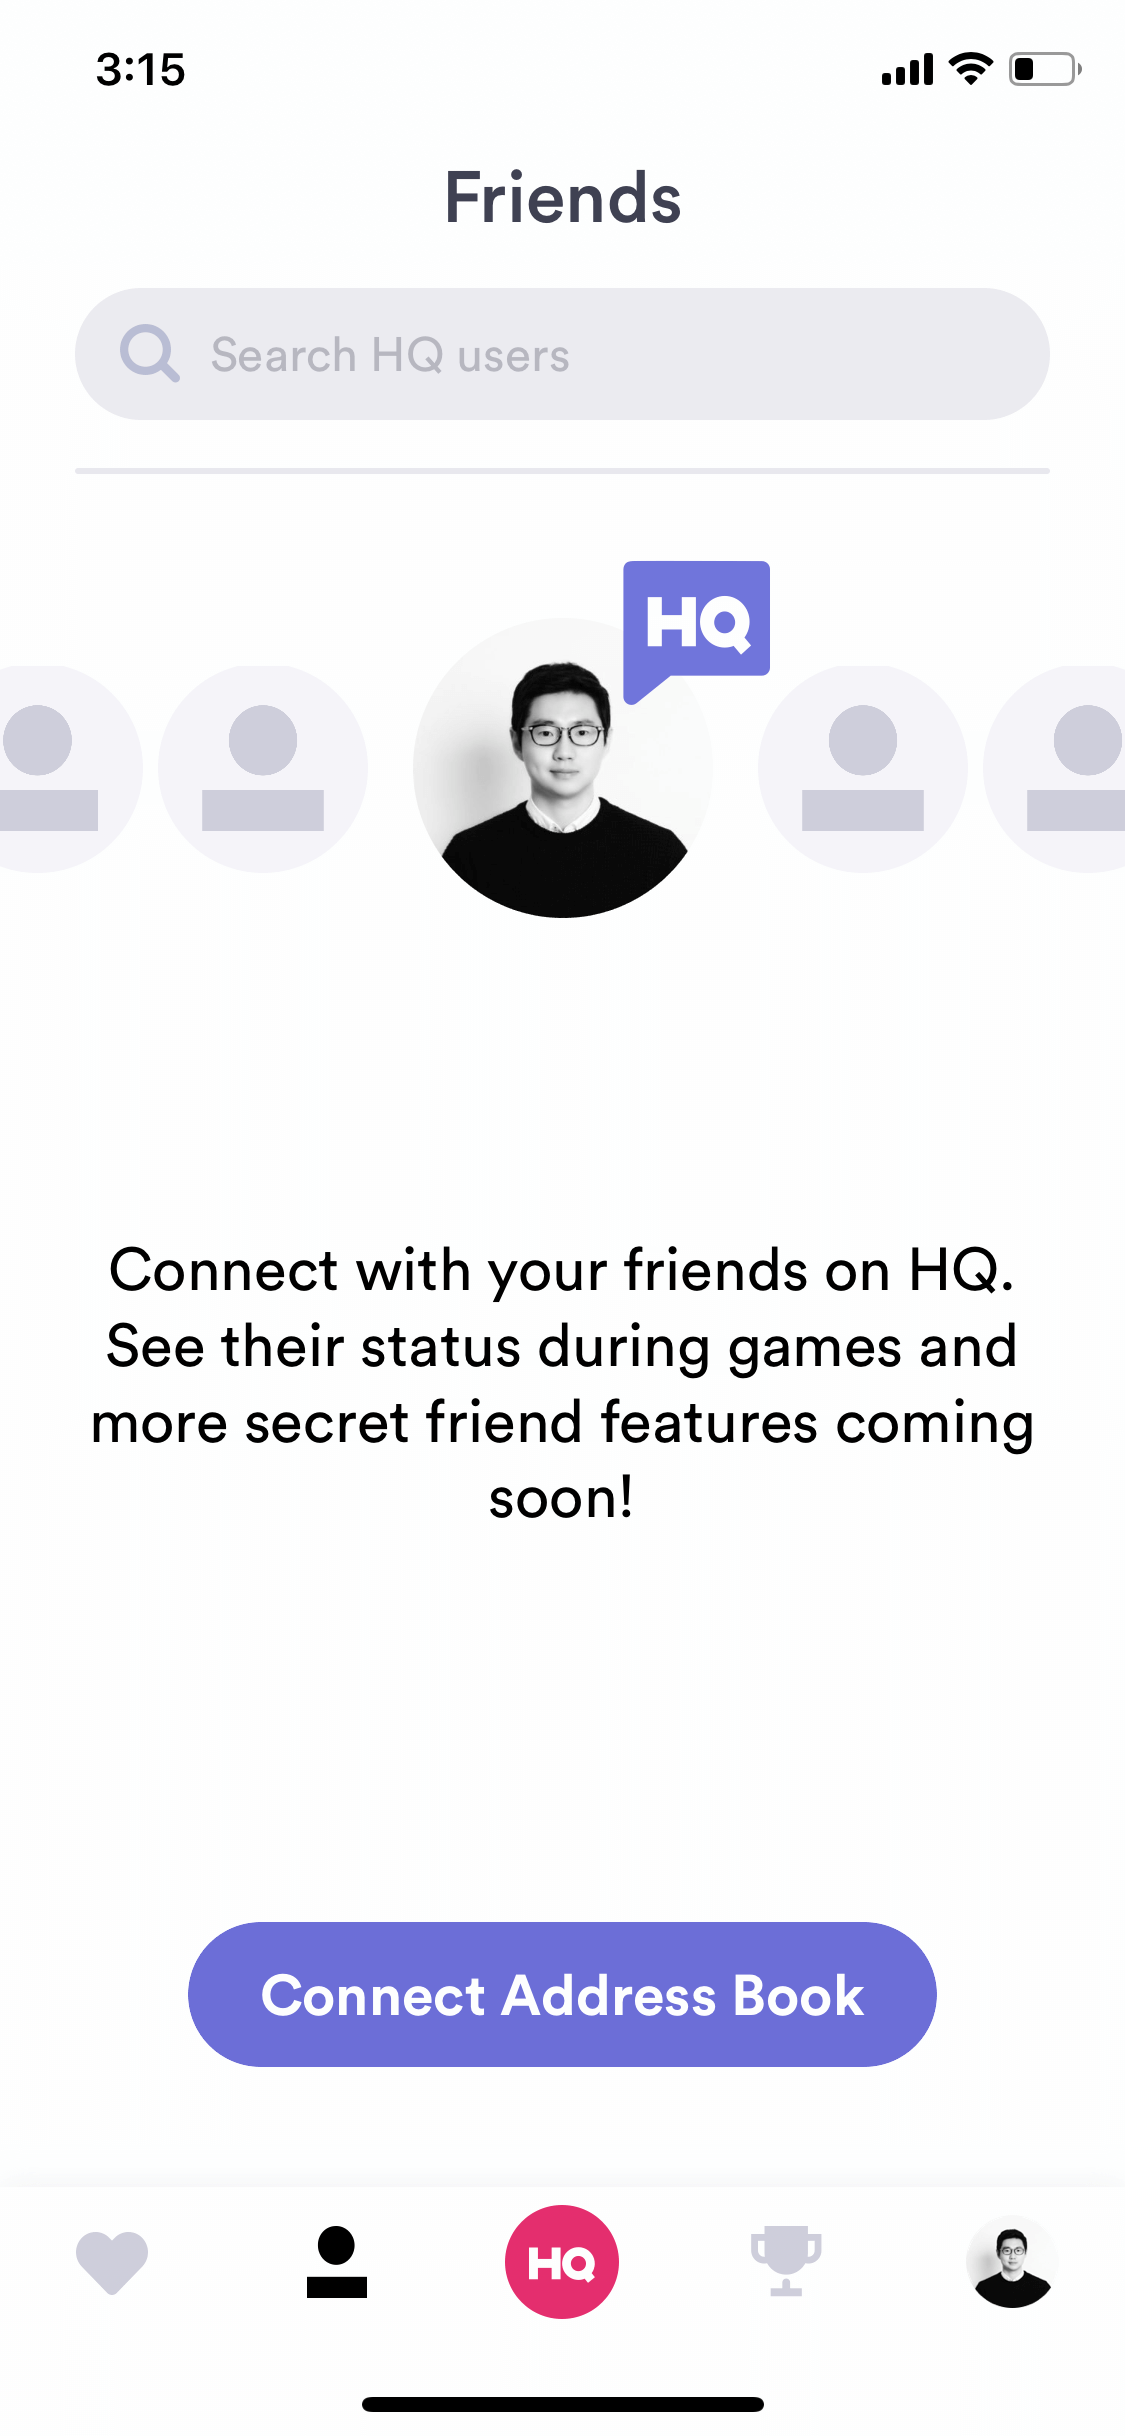 3:15
Friends
Search HQ users
HQ
Connect with your friends on HQ.
See their status during games and
more secret friend features coming
soon!
Connect Address Book
HQ